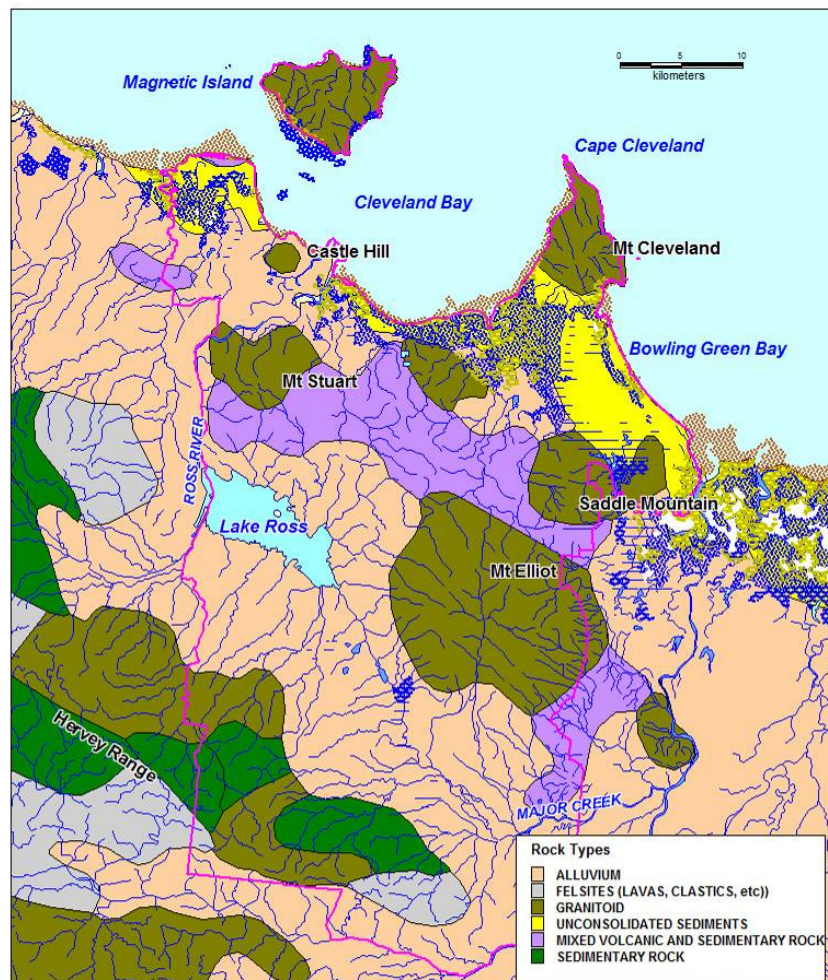 0 5 10
kilometers
Magnetic Island
Cape Cleveland
Cleveland Bay
Castle Hill
Mt Cleveland
Bowling Green Bay
Mt Stuart
ROSS RIVER
Saddle Mountain
Lake Ross
Mt Elliot
Hervey Range
MAJOR CREEK
Rock Types
ALLUVIUM
FELSITES (LAVAS, CLASTICS, etc))
GRANITOID
UNCONSOLIDATED SEDIMENTS
MIXED VOLCANIC AND SEDIMENTARY ROCK
SEDIMENTARY ROCK